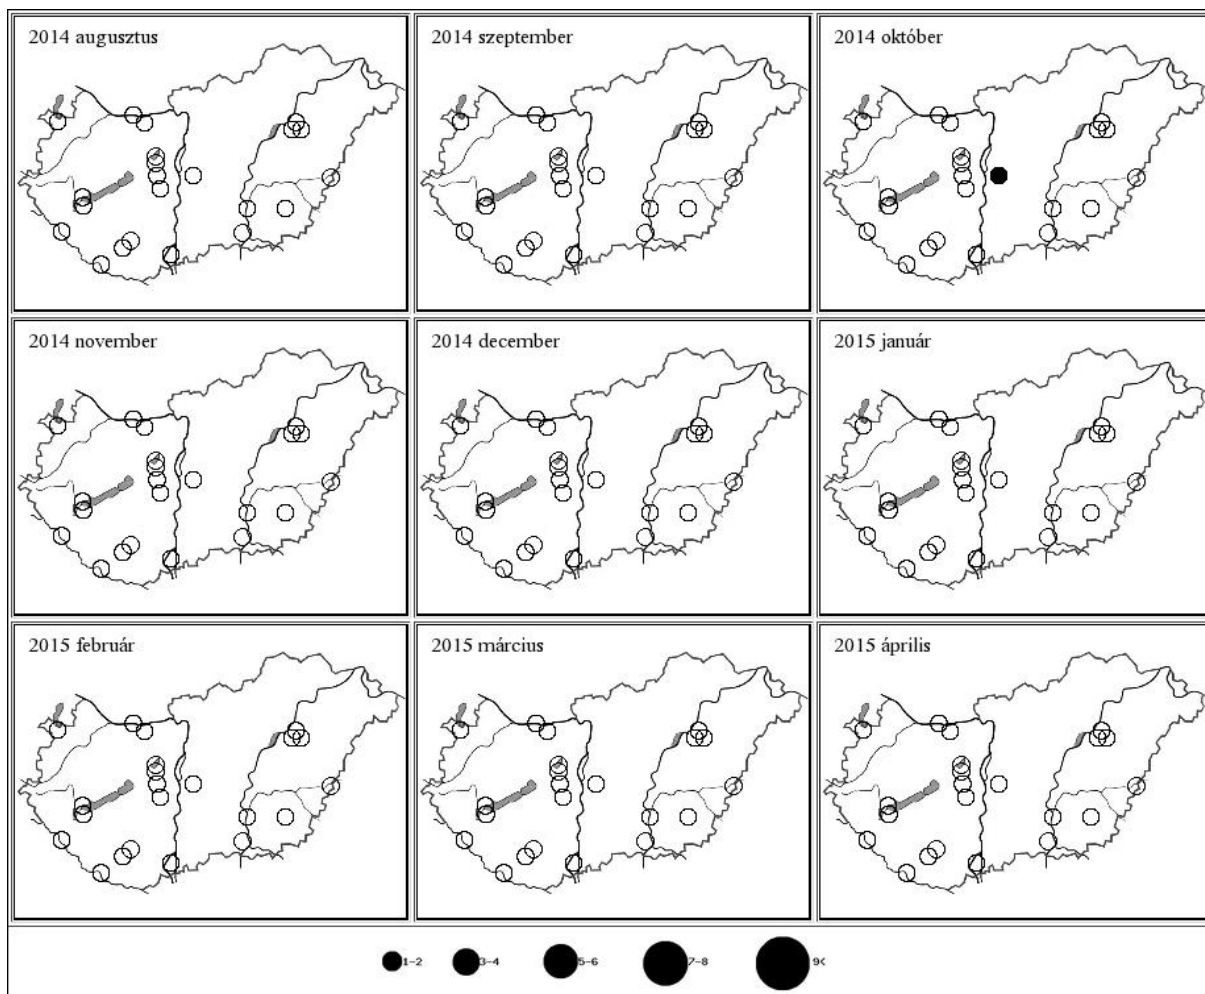 2014 augusztus
2014 szeptember
2014 október
2014 november
2014 december
2015 január
2015 február
2015 március
2015 április
1-2
3-4
5-6
7-8
9<